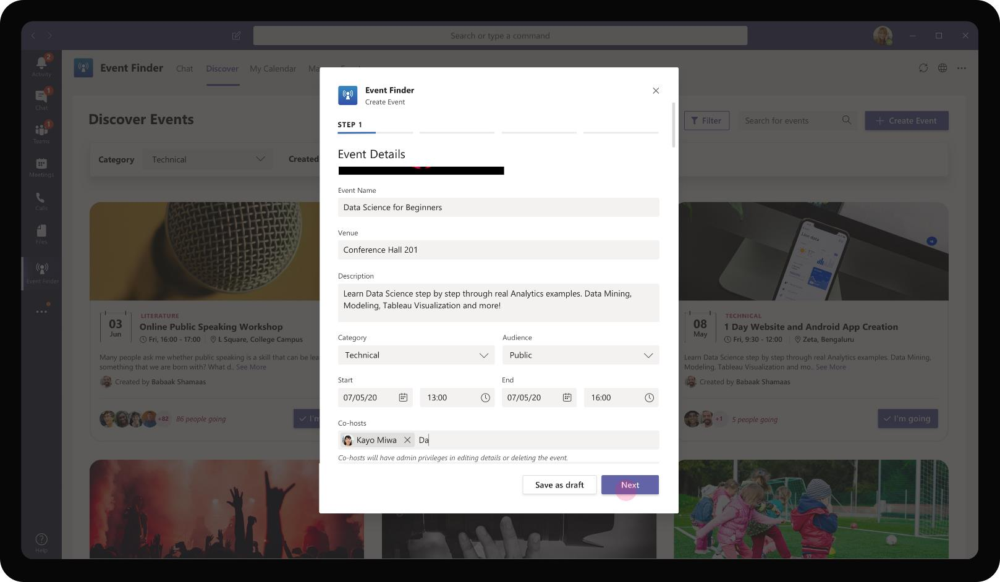 Search or type a command
2
Activity
1
Chat
1
Teams
Meetings
Calls
Files
Event Finder
Help
Event Finder
Chat
Discover
My Calendar
Discover Events
Filter
Search for events
Create Event
Category
Technical
Created
03
Jun
LITERATURE
Online Public Speaking Workshop
Fri, 16:00 - 17:00
L Square, College Campus
Many people ask me whether public speaking is a skill that can be
something that we are born with? What d.. See More
Created by Babaak Shamaas
+82
86 people going
Live data
08
May
TECHNICAL
1 Day Website and Android App Creation
Fri, 9:30 - 12:00
Zeta, Bengaluru
Learn Data Science step by step through real Analytics examples. Data Mining,
Modeling, Tableau Visualization and mo.. See More
Created by Babaak Shamaas
+1
5 people going
I'm going
Event Finder
Create Event
STEP 1
Event Details
Event Name
Data Science for Beginners
Venue
Conference Hall 201
Description
Learn Data Science step by step through real Analytics examples. Data Mining,
Modeling, Tableau Visualization and more!
Category
Audience
Technical
Public
Start
End
07/05/20
13:00
07/05/20
16:00
Co-hosts
Kayo Miwa
Da
Co-hosts will have admin privileges in editing details or deleting the event.
Save as draft
Next